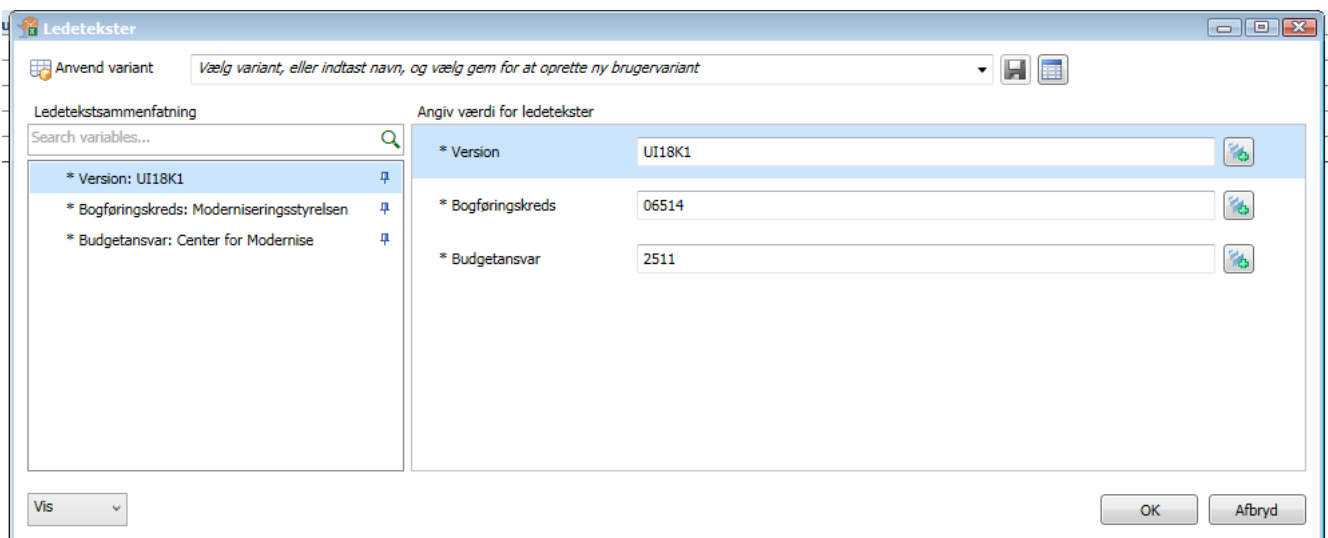 Ledetekster
Anvend variant Vælg variant, eller indtast navn, og vælg gem for at oprette ny brugervariant
Ledetekstsammenfatning
Search variables...
* Version: UI18K1
* Bogføringskreds: Moderniseringsstyrelsen
* Budgetansvar: Center for Modernise
Angiv værdi for ledetekster
* Version UI18K1
* Bogføringskreds 06514
* Budgetansvar 2511
Vis
OK Afbryd